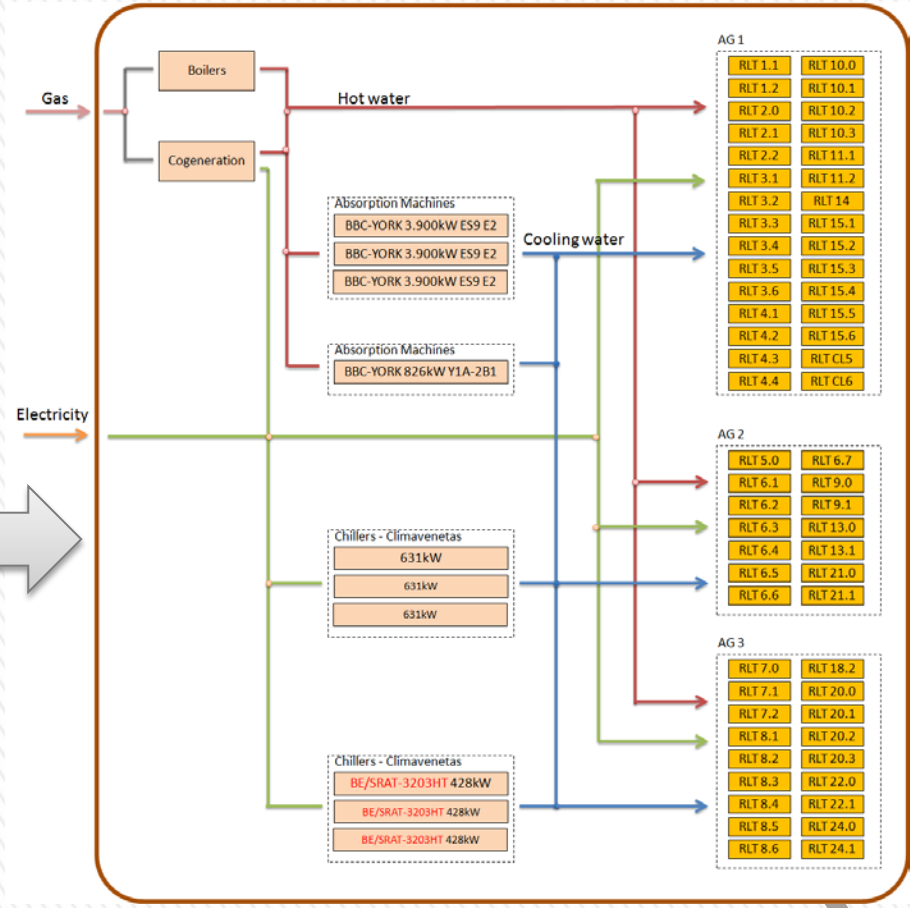 Gas
Electricity
Boilers
Cogeneration
Hot water
Absorption Machines
BBC-YORK 3.900kW ES9 E2
BBC-YORK 3.900kW ES9 E2
BBC-YORK 3.900kW ES9 E2
Cooling water
Absorption Machines
BBC-YORK 826kW Y1A-2B1
Chillers - Climavenetas
631kW
631kW
631kW
Chillers - Climavenetas
BE/SRAT-3203HT 428kW
BE/SRAT-3203HT 428kW
BE/SRAT-3203HT 428kW
AG 1
RLT 1.1 RLT 10.0
RLT 1.2 RLT 10.1
RLT 2.0 RLT 10.2
RLT 2.1 RLT 10.3
RLT 2.2 RLT 11.1
RLT 3.1 RLT 11.2
RLT 3.2 RLT 14
RLT 3.3 RLT 15.1
RLT 3.4 RLT 15.2
RLT 3.5 RLT 15.3
RLT 3.6 RLT 15.4
RLT 4.1 RLT 15.5
RLT 4.2 RLT 15.6
RLT 4.3 RLT CL5
RLT 4.4 RLT CL6
AG 2
RLT 5.0 RLT 6.7
RLT 6.1 RLT 9.0
RLT 6.2 RLT 9.1
RLT 6.3 RLT 13.0
RLT 6.4 RLT 13.1
RLT 6.5 RLT 21.0
RLT 6.6 RLT 21.1
AG 3
RLT 7.0 RLT 18.2
RLT 7.1 RLT 20.0
RLT 7.2 RLT 20.1
RLT 8.1 RLT 20.2
RLT 8.2 RLT 20.3
RLT 8.3 RLT 22.0
RLT 8.4 RLT 22.1
RLT 8.5 RLT 24.0
RLT 8.6 RLT 24.1